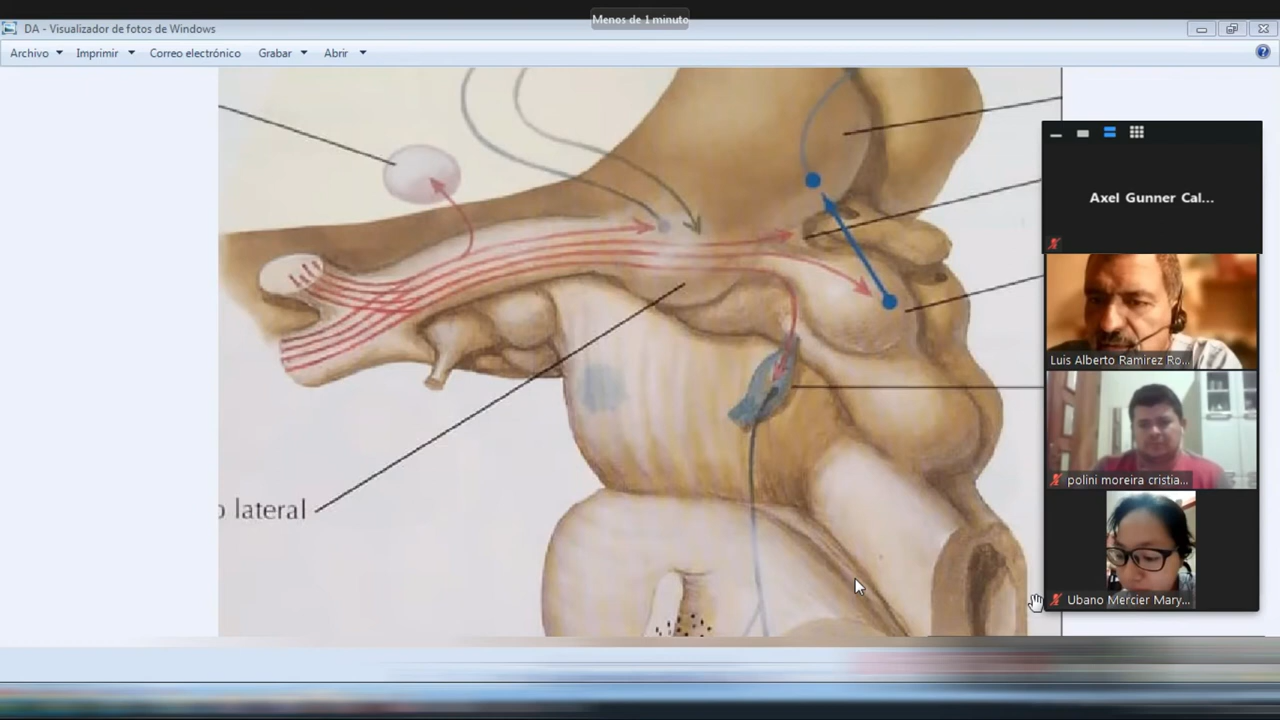 Menos de 1 minuto
DA - Visualizador de fotos de Windows
Archivo Imprimir Correo electrónico Grabar Abrir
Axel Gunner Cal...
Luis Alberto Ramirez Ro...
polini moreira cristia...
Ubano Mercier Mary...
o lateral